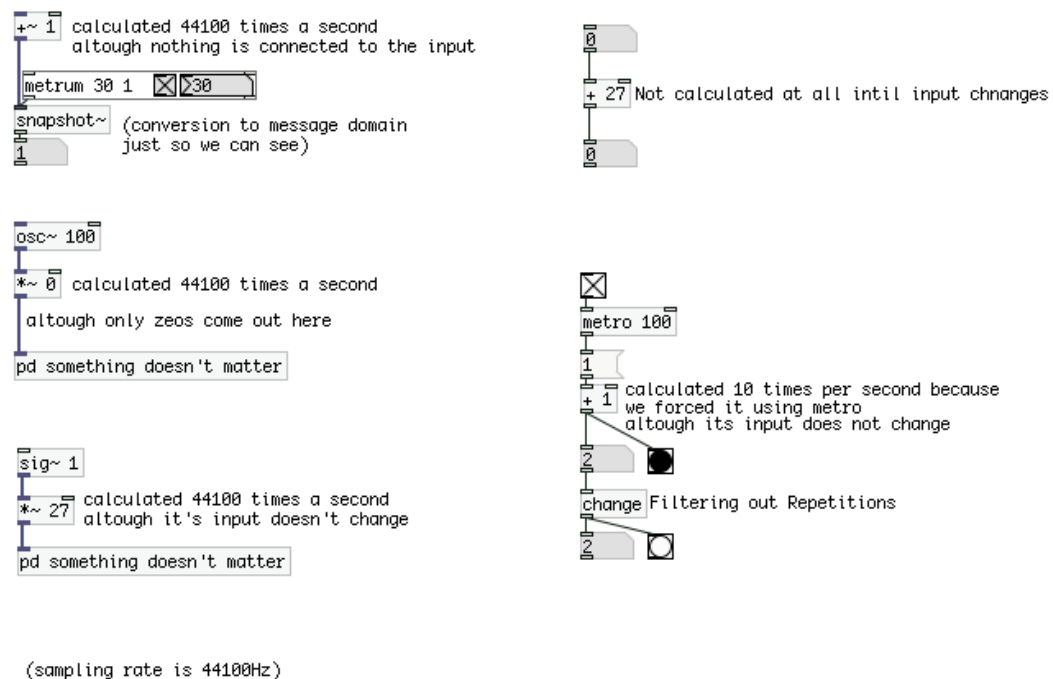 +~ 1
calculated 44100 times a second
altough nothing is connected to the input
metrum 30 1
30
snapshot~
(conversion to message domain
just so we can see)
1
osc~ 100
*~ 0
calculated 44100 times a second
altough only zeos come out here
pd something doesn't matter
sig~ 1
*~ 27
calculated 44100 times a second
altough it's input doesn't change
pd something doesn't matter
(sampling rate is 44100Hz)
0
+ 27
Not calculated at all intil input chnanges
0
metro 100
1
+ 1
calculated 10 times per second because
we forced it using metro
altough its input does not change
2
change
Filtering out Repetitions
2